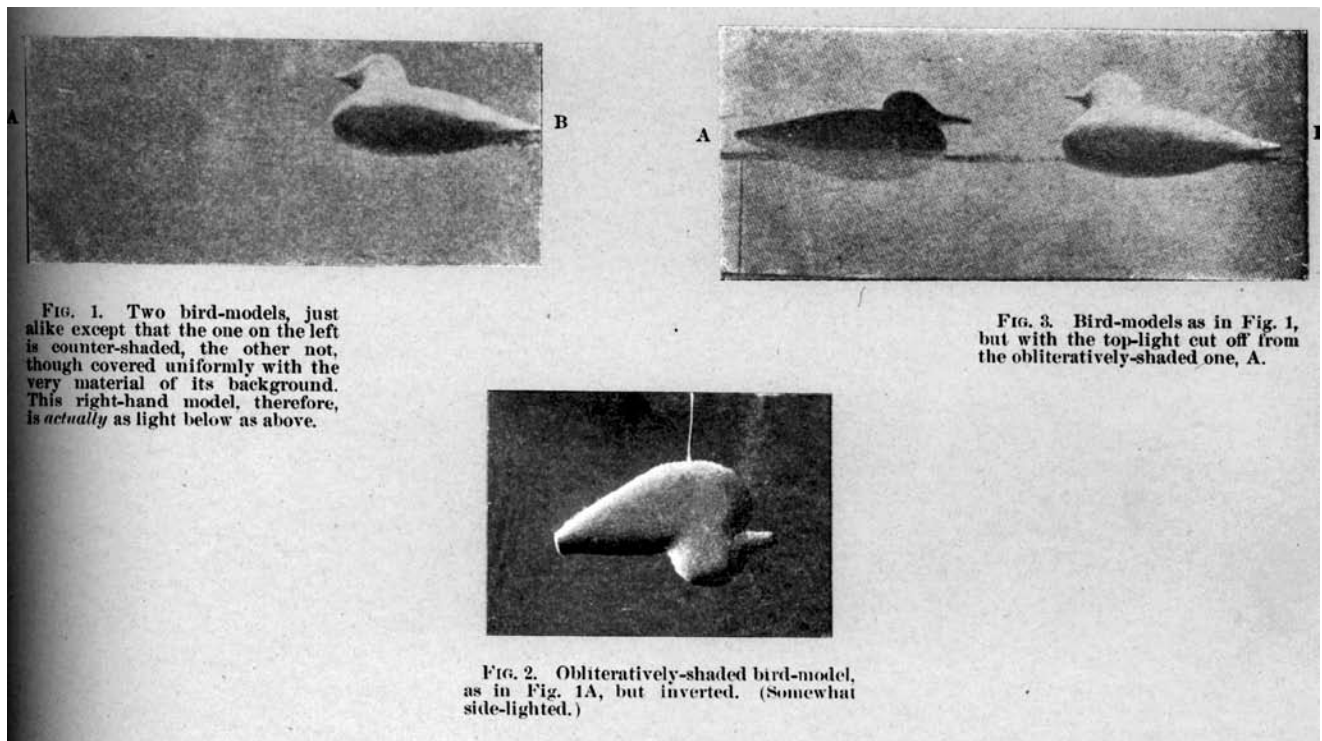 A
B
FIG. 1. Two bird-models, just
alike except that the one on the left
is counter-shaded, the other not,
though covered uniformly with the
very material of its background.
This right-hand model, therefore,
is actually as light below as above.
A
FIG. 3. Bird-models as in Fig. 1,
but with the top-light cut off from
the obliteratively-shaded one, A.
FIG. 2. Obliteratively-shaded bird-model,
as in Fig. 1A, but inverted. (Somewhat
side-lighted.)